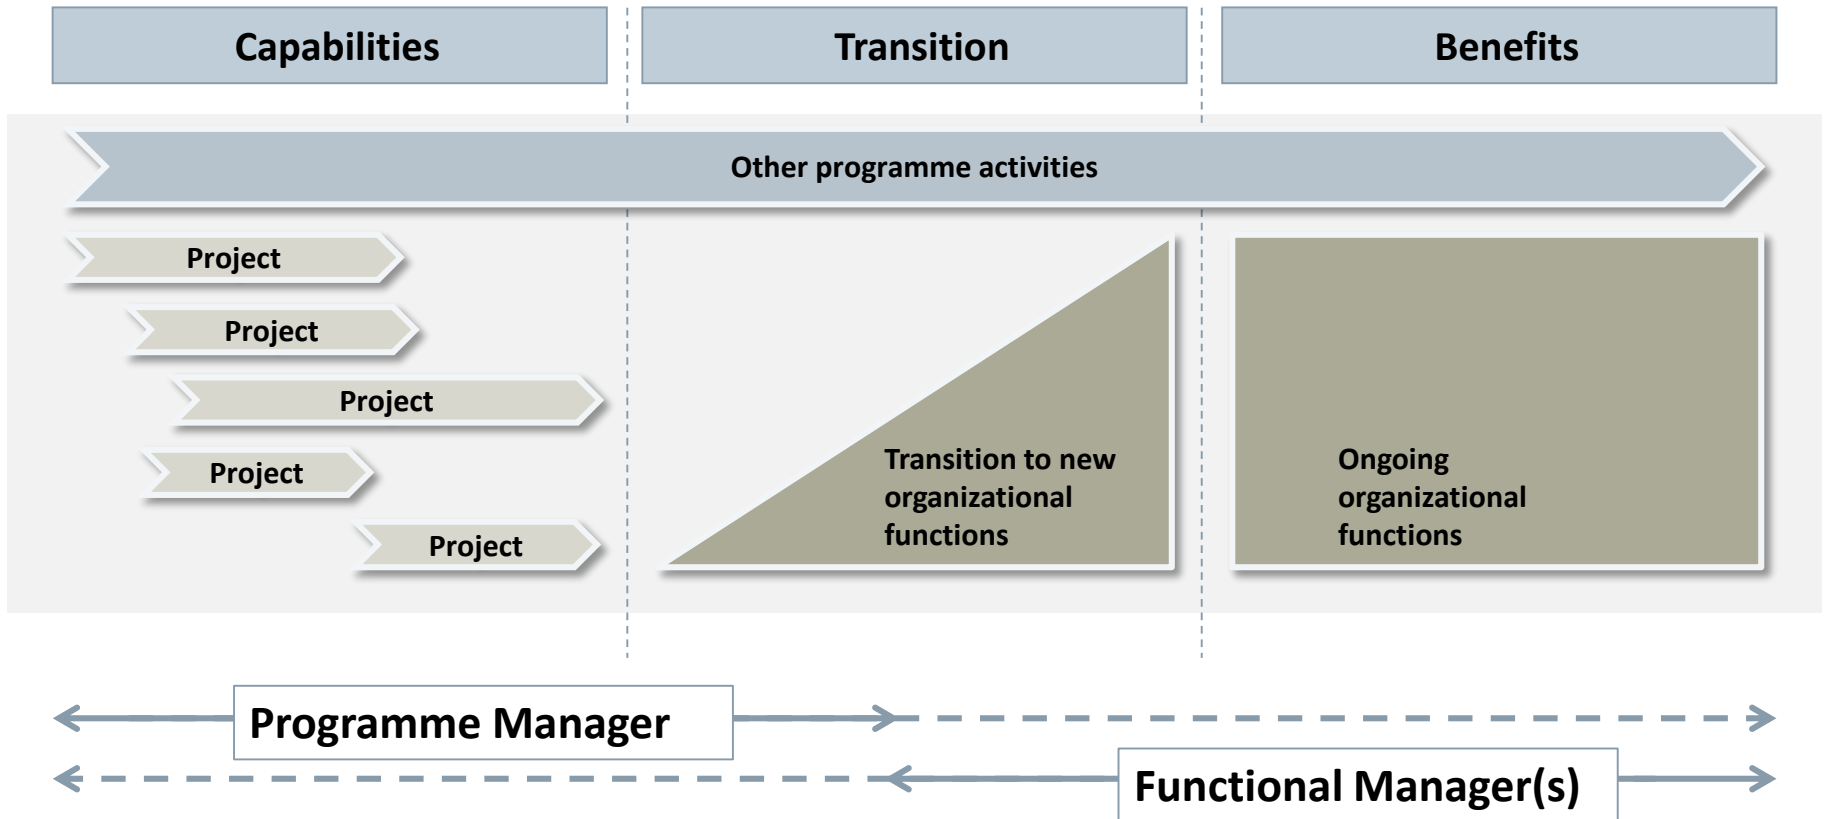 Capabilities
Transition
Benefits
Other programme activities
Project
Project
Project
Project
Project
Transition to new
organizational
functions
Ongoing
organizational
functions
Programme Manager
Functional Manager(s)